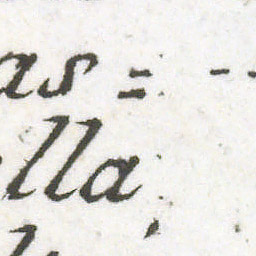 as = --
lla,